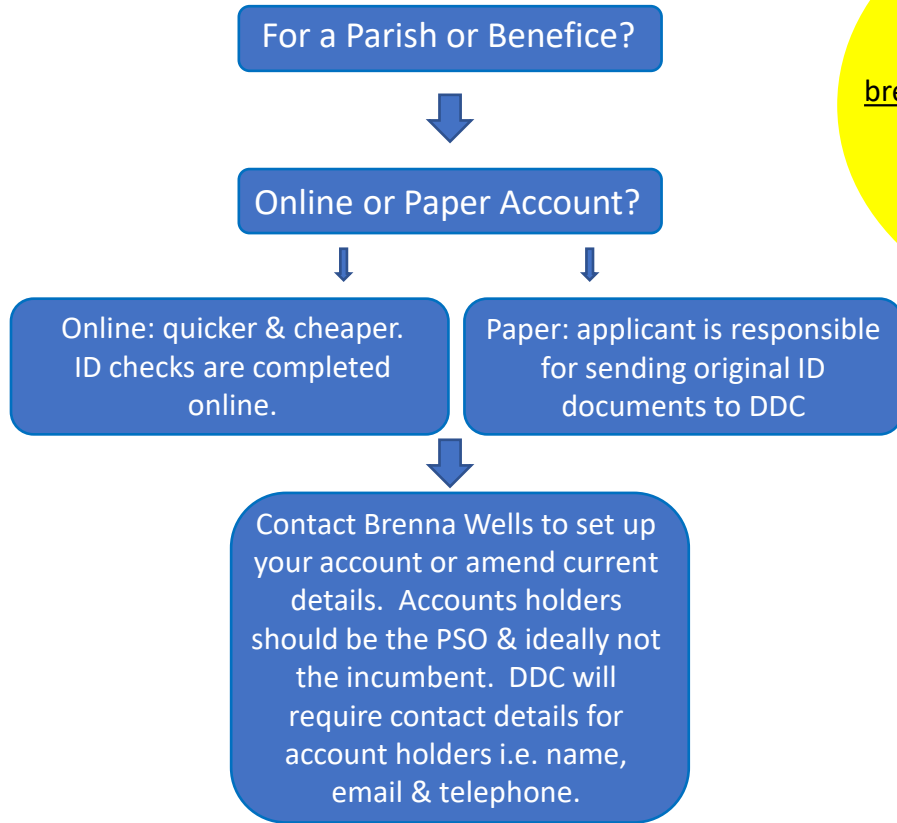 For a Parish or Benefice?
Online or Paper Account?
Online: quicker & cheaper.
ID checks are completed
online.
Paper: applicant is responsible
for sending original ID
documents to DDC
Contact Brenna Wells to set up
your account or amend current
details.  Accounts holders
should be the PSO & ideally not
the incumbent.  DDC will
require contact details for
account holders i.e. name,
email & telephone.